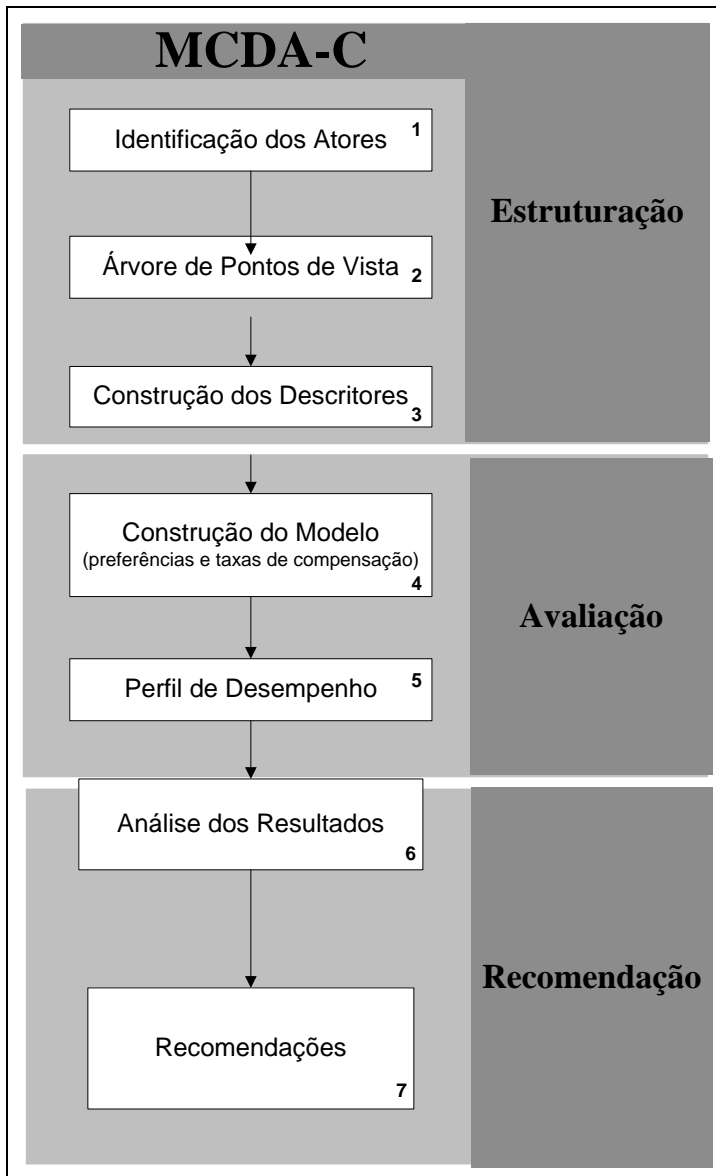 MCDA-C
Identificação dos Atores 1
Estruturação
Árvore de Pontos de Vista 2
Construção dos Descritores 3
Construção do Modelo
(preferências e taxas de compensação)
4
Avaliação
Perfil de Desempenho 5
Análise dos Resultados 6
Recomendação
Recomendações 7